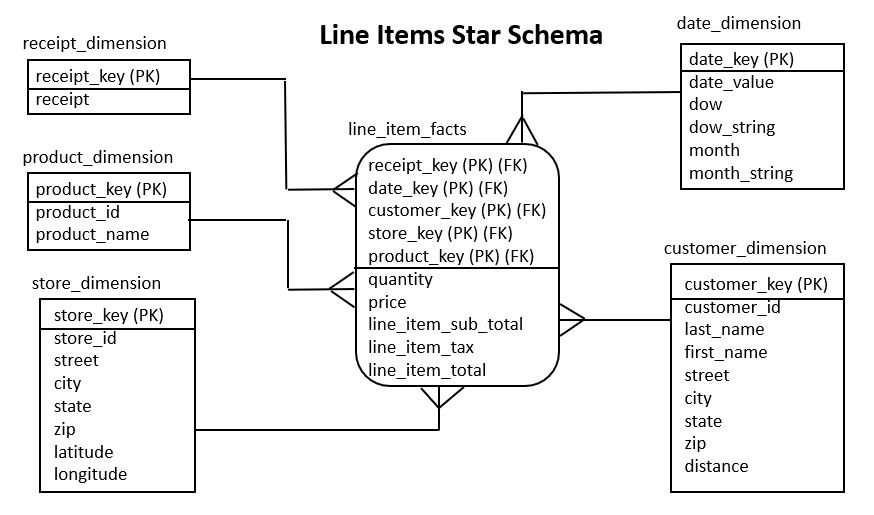 Line Items Star Schema
receipt_dimension
receipt_key (PK)
receipt
product_dimension
product_key (PK)
product_id
product_name
store_dimension
store_key (PK)
store_id
street
city
state
zip
latitude
longitude
line_item_facts
receipt_key (PK) (FK)
date_key (PK) (FK)
customer_key (PK) (FK)
store_key (PK) (FK)
product_key (PK) (FK)
quantity
price
line_item_sub_total
line_item_tax
line_item_total
date_dimension
date_key (PK)
date_value
dow
dow_string
month
month_string
customer_dimension
customer_key (PK)
customer_id
last_name
first_name
street
city
state
zip
distance